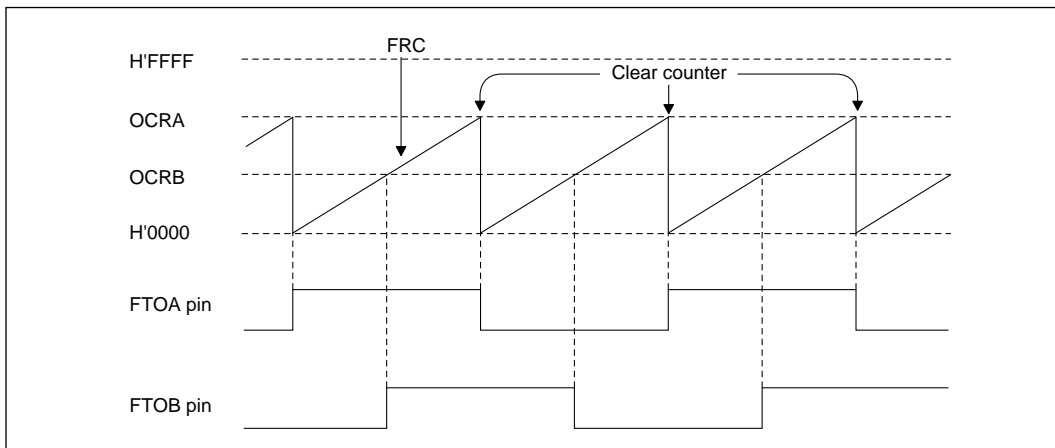 H'FFFF
FRC
Clear counter
OCRA
OCRB
H'0000
FTOA pin
FTOB pin